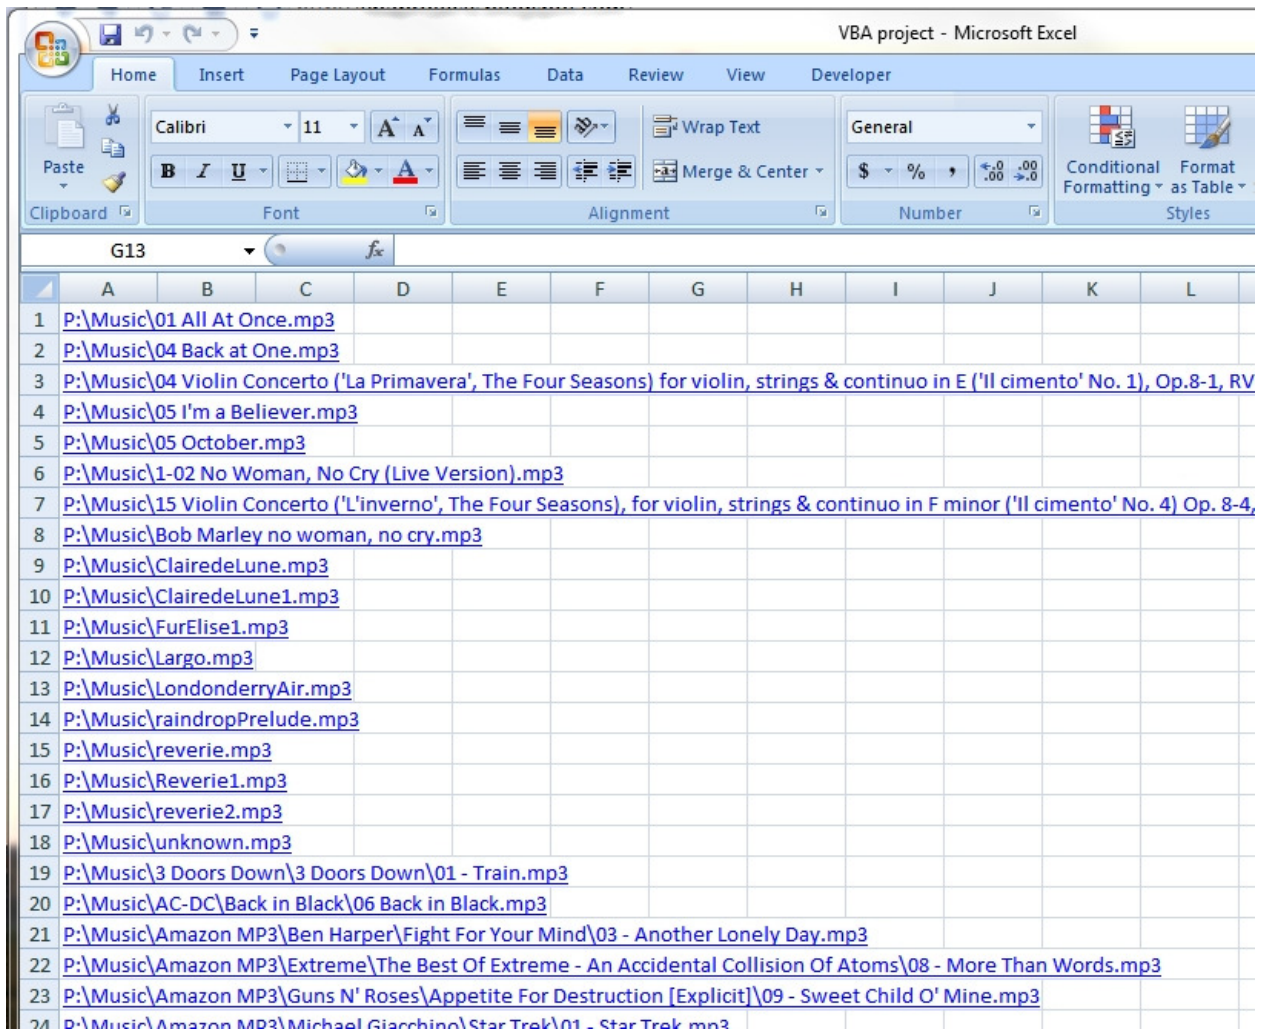 VBA project - Microsoft Excel
Home Insert Page Layout Formulas Data Review View Developer
Calibri 11 A A Wrap Text General
Paste B I U A Merge & Center $ % , .0 .00 .00 .0 Conditional Formatting Format as Table
Clipboard Font Alignment Number Styles
G13 fx
A B C D E F G H I J K L
1 P:\Music\01 All At Once.mp3
2 P:\Music\04 Back at One.mp3
3 P:\Music\04 Violin Concerto ('La Primavera', The Four Seasons) for violin, strings & continuo in E ('Il cimento' No. 1), Op.8-1, RV
4 P:\Music\05 I'm a Believer.mp3
5 P:\Music\05 October.mp3
6 P:\Music\1-02 No Woman, No Cry (Live Version).mp3
7 P:\Music\15 Violin Concerto ('L'inverno', The Four Seasons), for violin, strings & continuo in F minor ('Il cimento' No. 4) Op. 8-4,
8 P:\Music\Bob Marley no woman, no cry.mp3
9 P:\Music\ClairedeLune.mp3
10 P:\Music\ClairedeLune1.mp3
11 P:\Music\FurElise1.mp3
12 P:\Music\Largo.mp3
13 P:\Music\LondonderryAir.mp3
14 P:\Music\raindropPrelude.mp3
15 P:\Music\reverie.mp3
16 P:\Music\Reverie1.mp3
17 P:\Music\reverie2.mp3
18 P:\Music\unknown.mp3
19 P:\Music\3 Doors Down\3 Doors Down\01 - Train.mp3
20 P:\Music\AC-DC\Back in Black\06 Back in Black.mp3
21 P:\Music\Amazon MP3\Ben Harper\Fight For Your Mind\03 - Another Lonely Day.mp3
22 P:\Music\Amazon MP3\Extreme\The Best Of Extreme - An Accidental Collision Of Atoms\08 - More Than Words.mp3
23 P:\Music\Amazon MP3\Guns N' Roses\Appetite For Destruction [Explicit]\09 - Sweet Child O' Mine.mp3
24 P:\Music\Amazon MP3\Michael Giacchino\Star Trek\01 - Star Trek.mp3